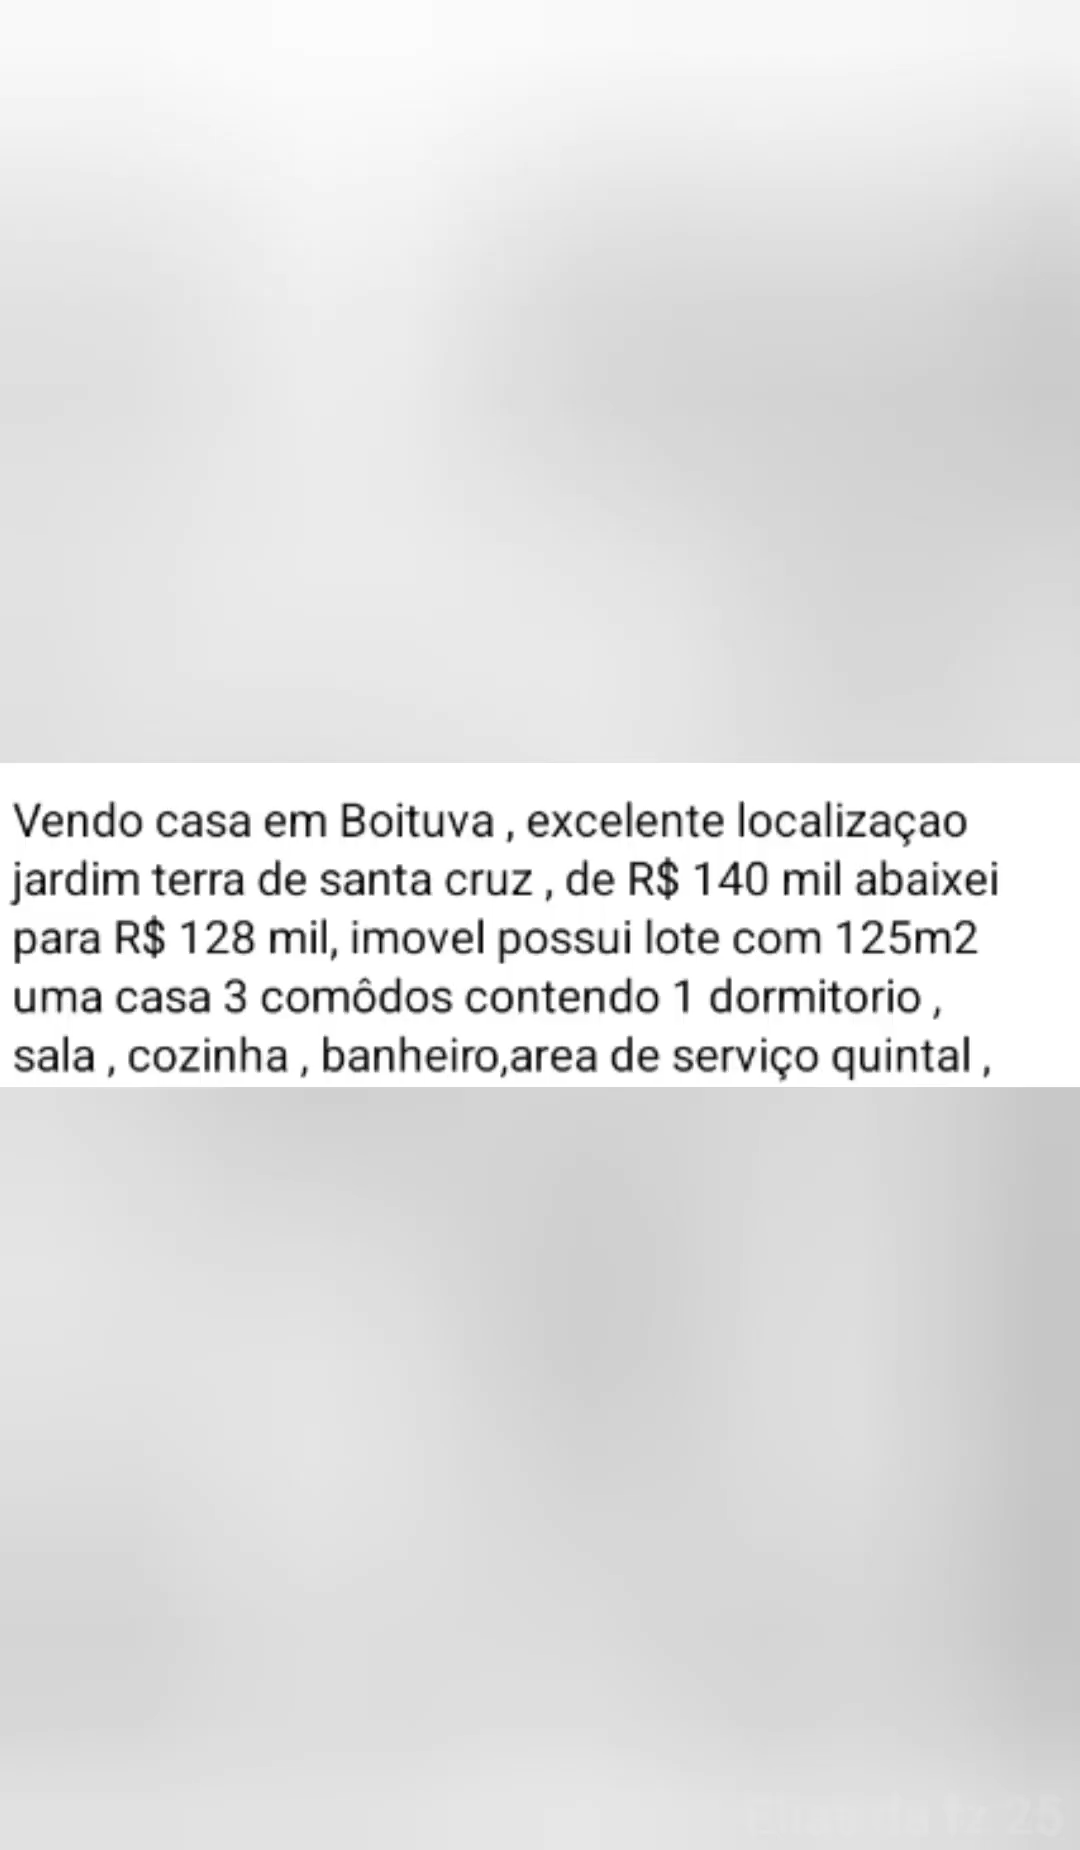 Vendo casa em Boituva , excelente localizaçao
jardim terra de santa cruz , de R$ 140 mil abaixei
para R$ 128 mil, imovel possui lote com 125m2
uma casa 3 comôdos contendo 1 dormitorio ,
sala , cozinha , banheiro,area de serviço quintal ,
25